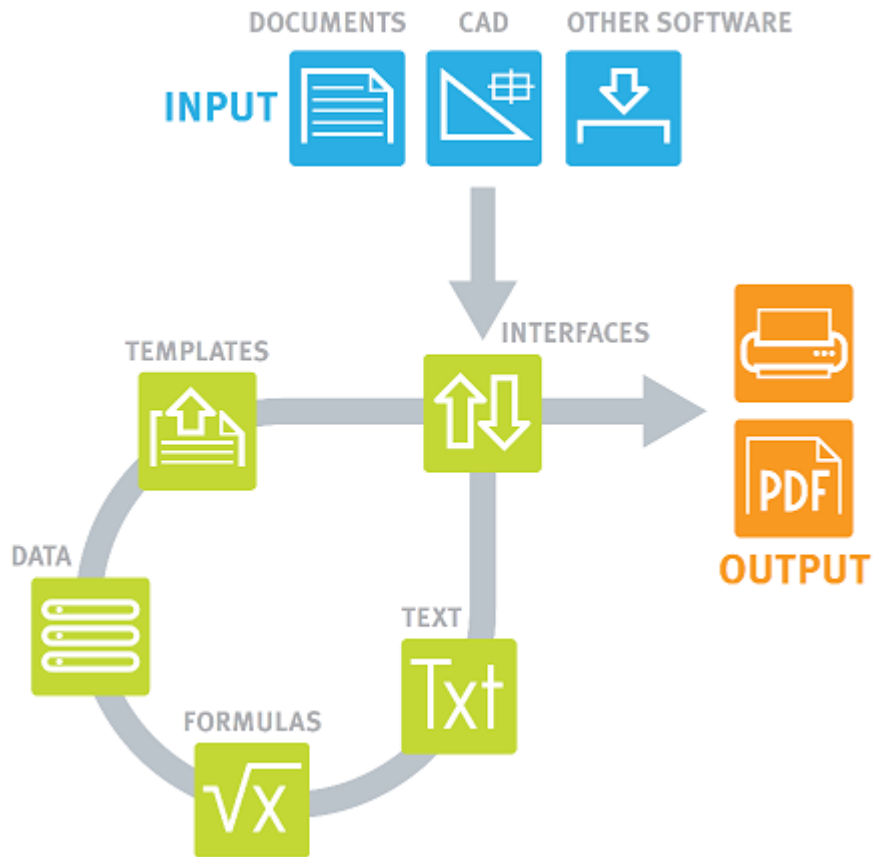 DOCUMENTS CAD OTHER SOFTWARE
INPUT
INTERFACES
TEMPLATES
PDF
OUTPUT
DATA
TEXT
Txt
FORMULAS
√x